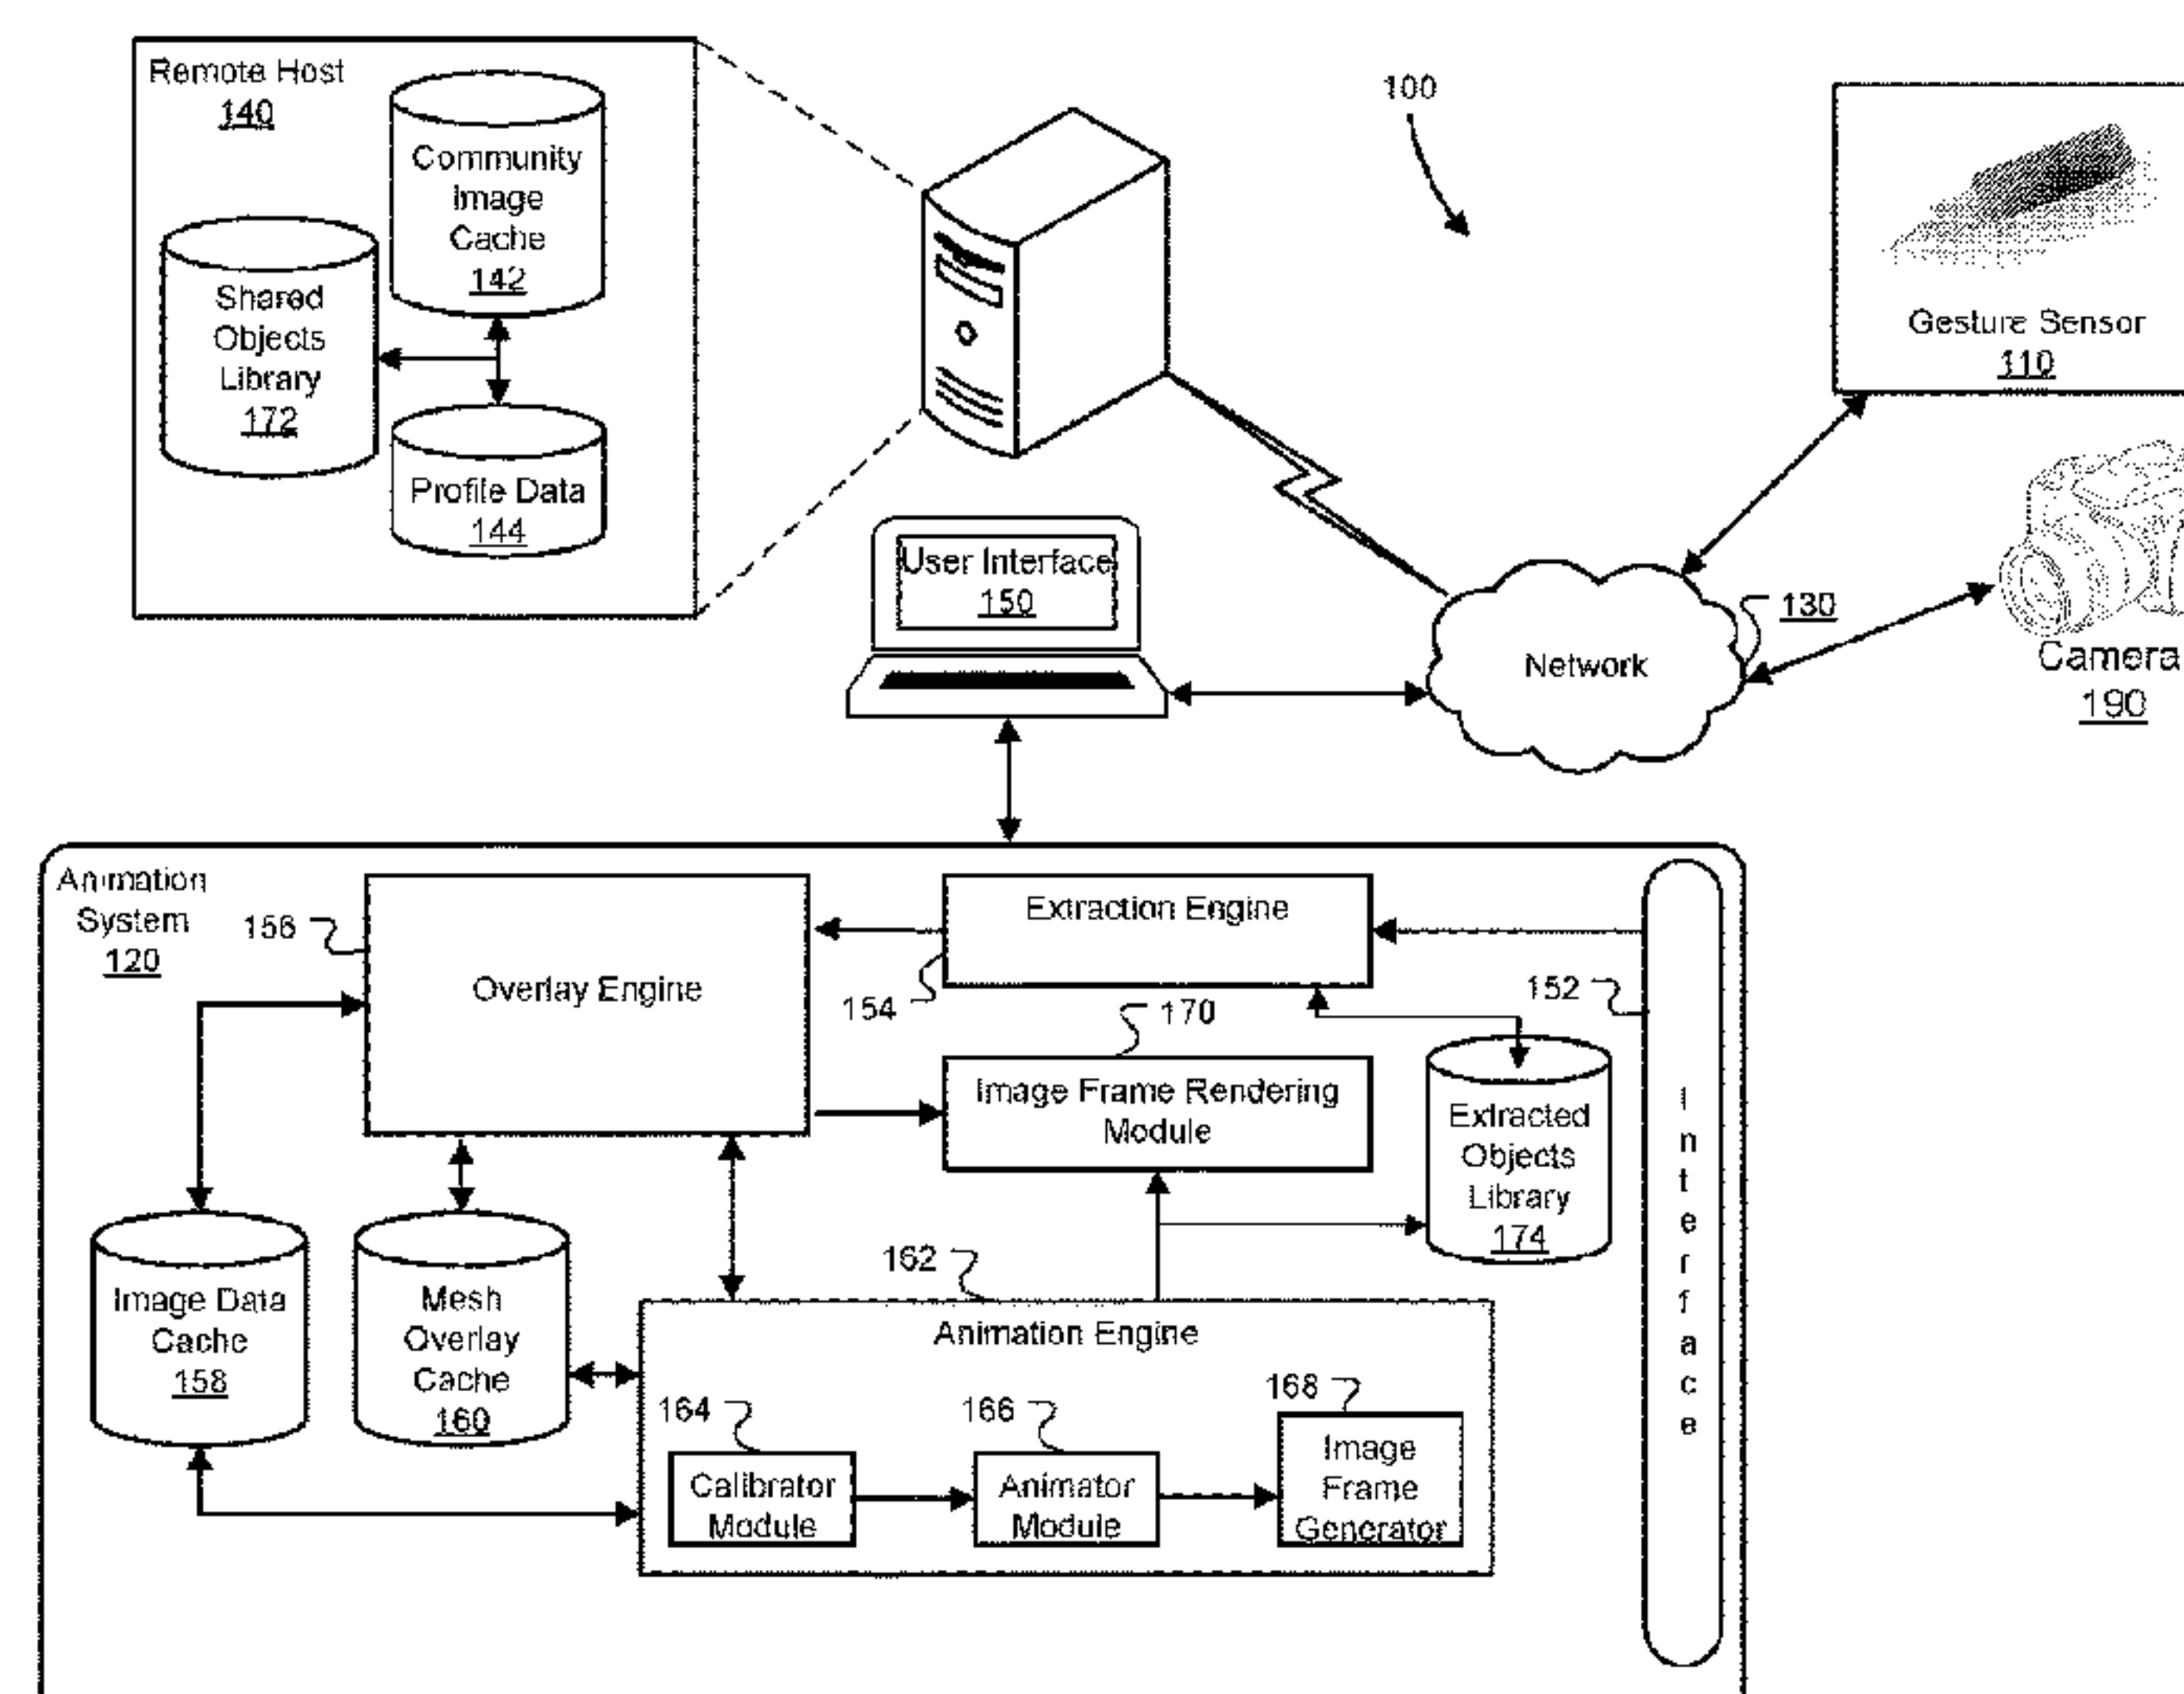 Remote Host
140
Community
Image
Cache
142
Shared
Objects
Library
172
Profile Data
144
100
Gesture Sensor
110
User Interface
150
Network
130
Camera
190
Animation
System
120
156
Overlay Engine
Extraction Engine
154
152
170
Image Frame Rendering
Module
Extracted
Objects
Library
174
Interface
Image Data
Cache
158
Mesh
Overlay
Cache
160
162
Animation Engine
164
Calibrator
Module
166
Animator
Module
168
Image
Frame
Generator